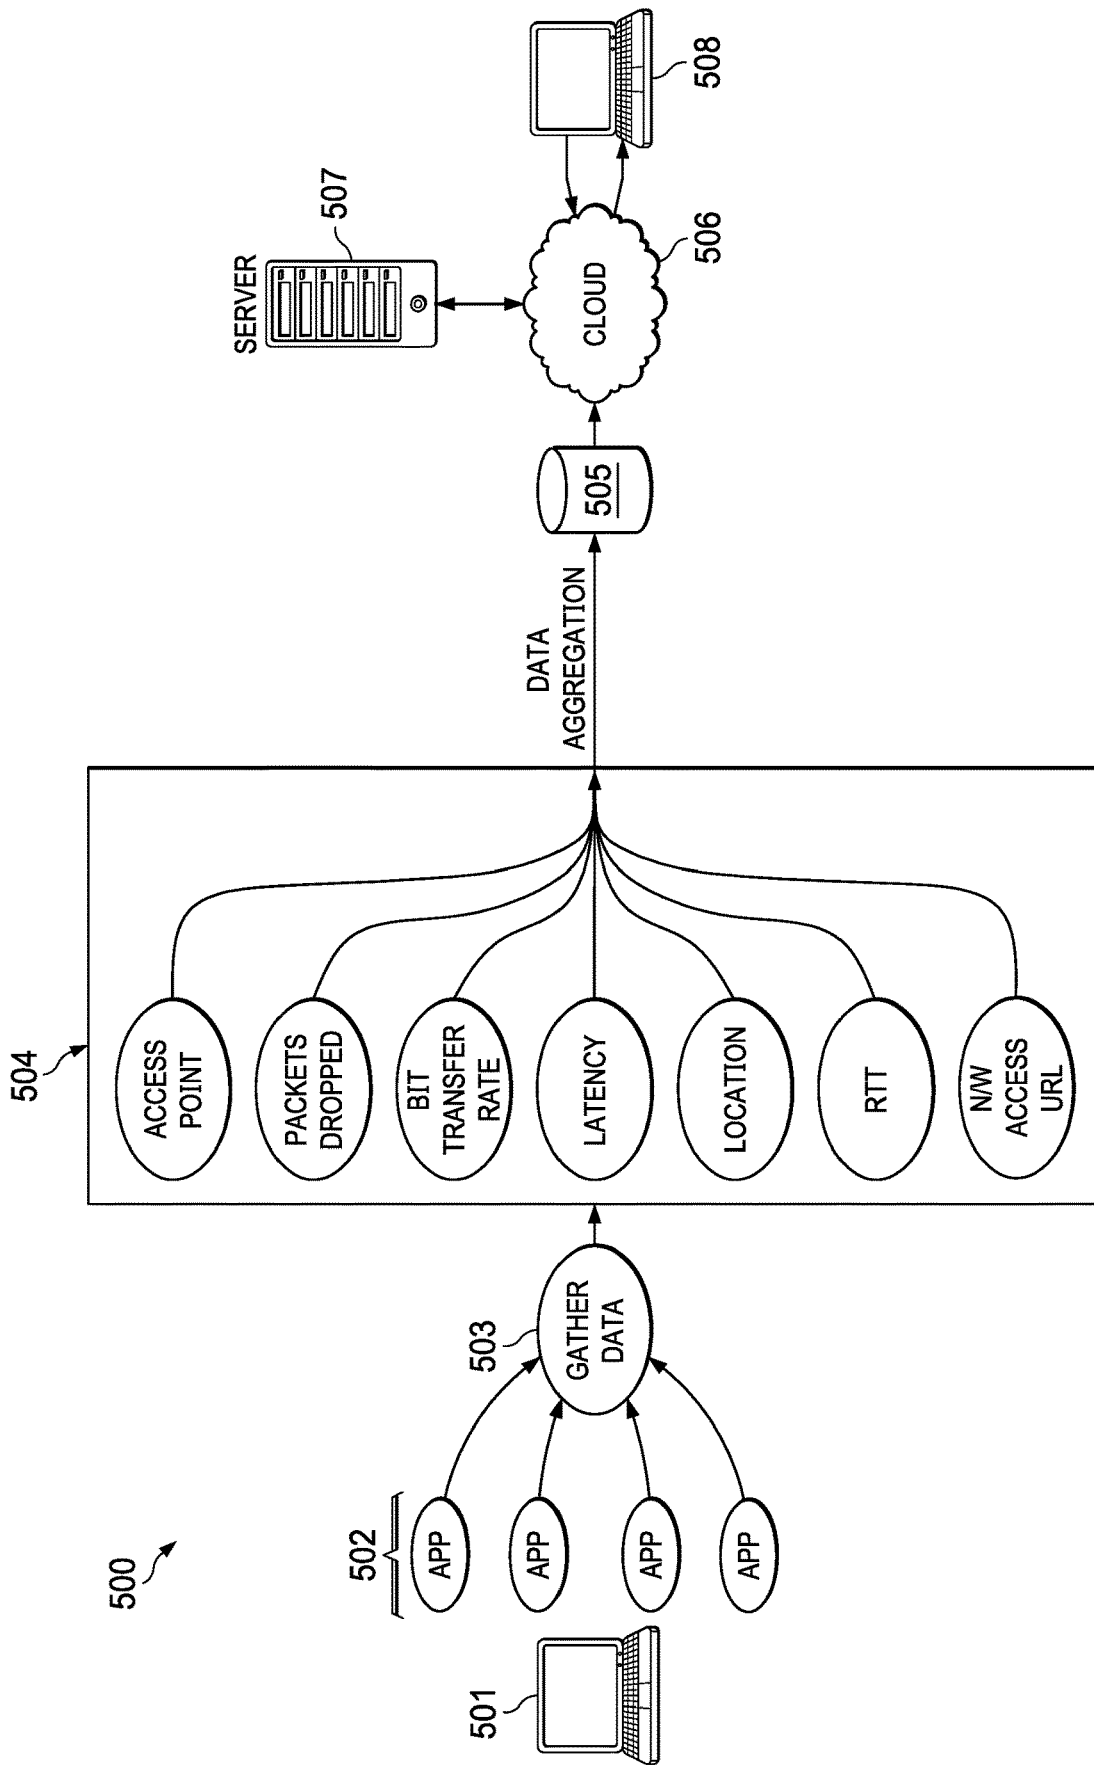 500
501
502
APP
APP
APP
APP
503
GATHER
DATA
504
ACCESS
POINT
PACKETS
DROPPED
BIT
TRANSFER
RATE
LATENCY
LOCATION
RTT
N/W
ACCESS
URL
DATA
AGGREGATION
505
SERVER
507
CLOUD
506
508